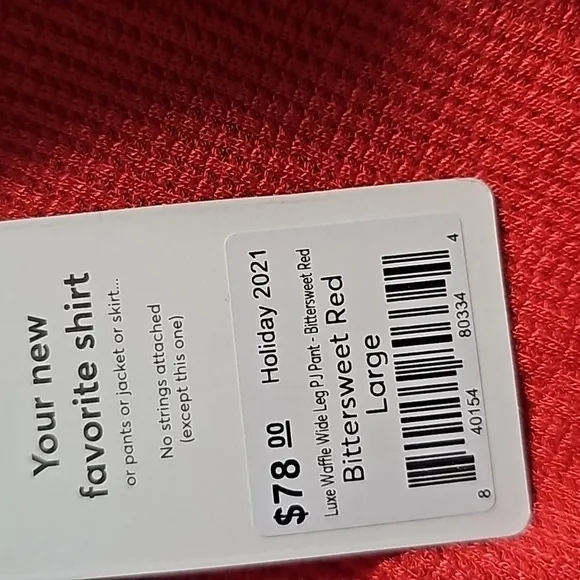 Your new
favorite shirt
or pants or jacket or skirt...
No strings attached
(except this one)
$78 00 Holiday 2021
Luxe Waffle Wide Leg PJ Pant - Bittersweet Red
Bittersweet Red
Large
8 40154 80334 4